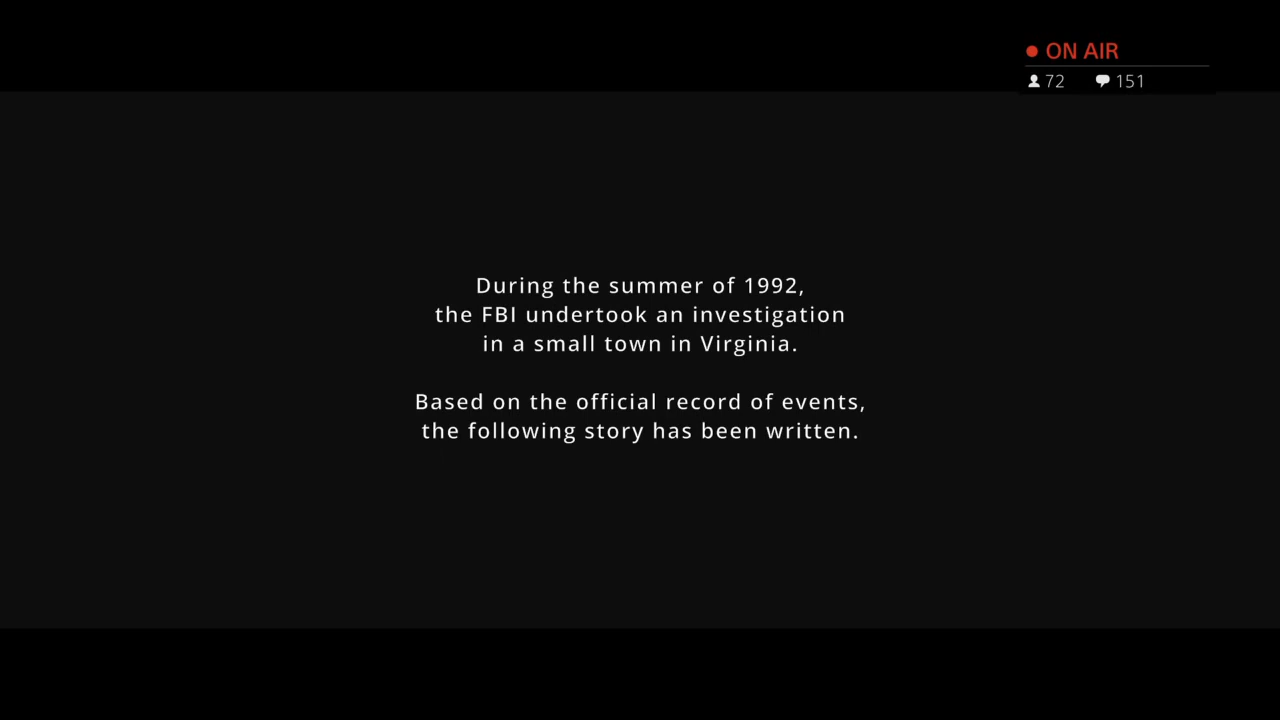 ON AIR
72 151
During the summer of 1992,
the FBI undertook an investigation
in a small town in Virginia.
Based on the official record of events,
the following story has been written.